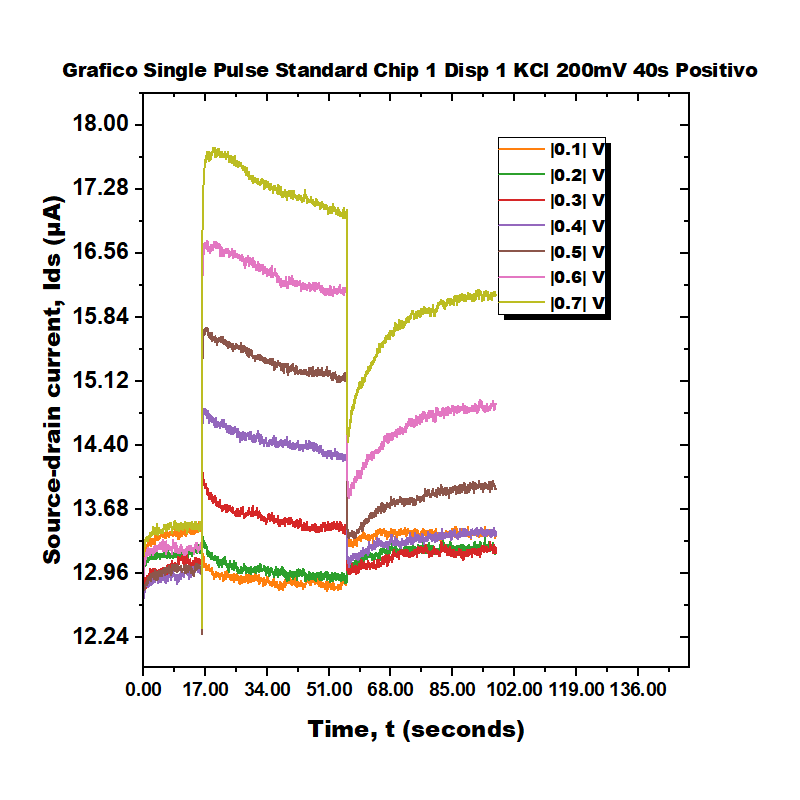 Grafico Single Pulse Standard Chip 1 Disp 1 KCl 200mV 40s Positivo
Source-drain current, Ids (µA)
18.00
17.28
16.56
15.84
15.12
14.40
13.68
12.96
12.24
|0.1| V
|0.2| V
|0.3| V
|0.4| V
|0.5| V
|0.6| V
|0.7| V
0.00 17.00 34.00 51.00 68.00 85.00 102.00 119.00 136.00
Time, t (seconds)